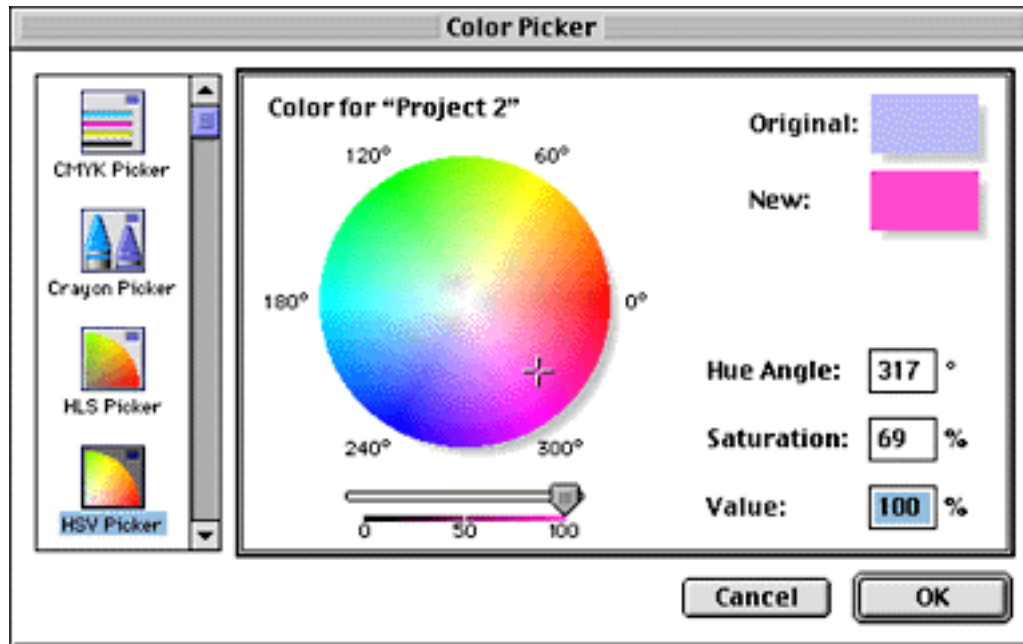 Color Picker
CMYK Picker
Crayon Picker
HLS Picker
HSV Picker
Color for “Project 2”
120°
60°
180°
0°
240°
300°
0
50
100
Original:
New:
Hue Angle: 317 °
Saturation: 69 %
Value: 100 %
Cancel
OK